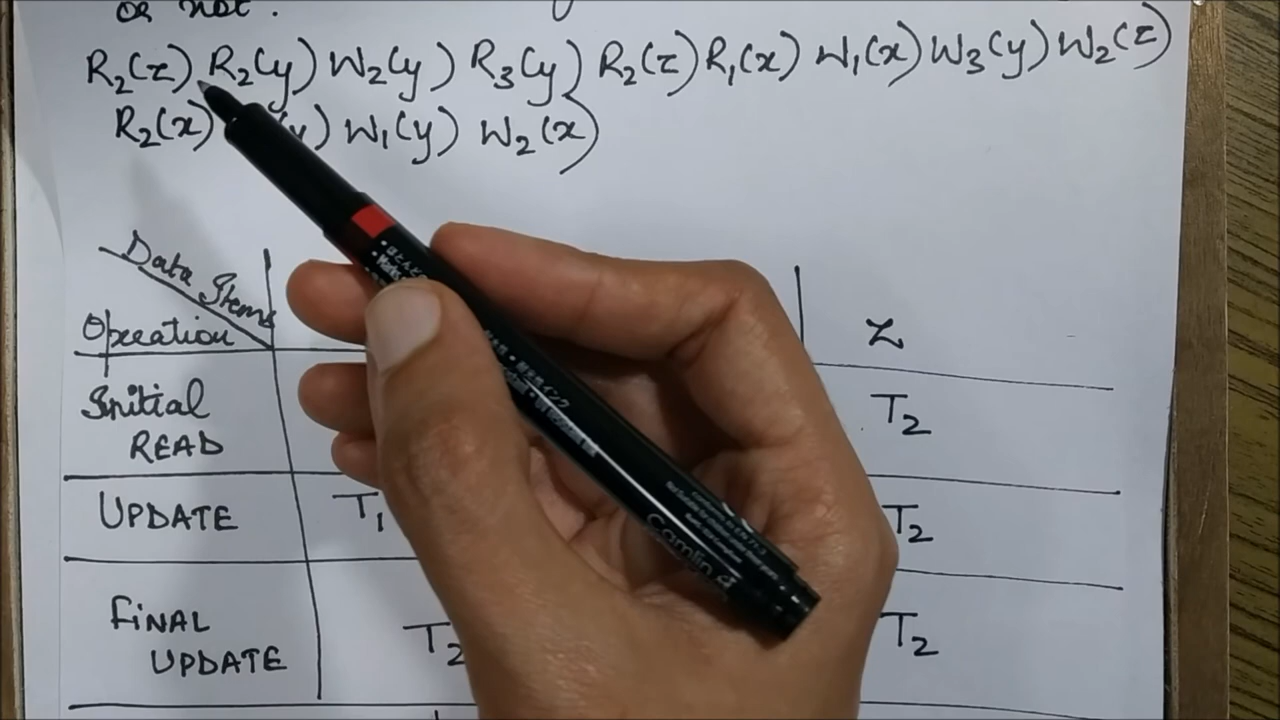 or not.
R₂(z) R₂(y) W₂(y) R₃(y) R₂(z) R₁(x) W₁(x) W₃(y) W₂(z)
R₂(x) (y) W₁(y) W₂(x)
Data Items
Operation
Z
Initial
READ
T₂
UPDATE
T₁
T₂
FINAL
UPDATE
T₂
T₂
Camlin